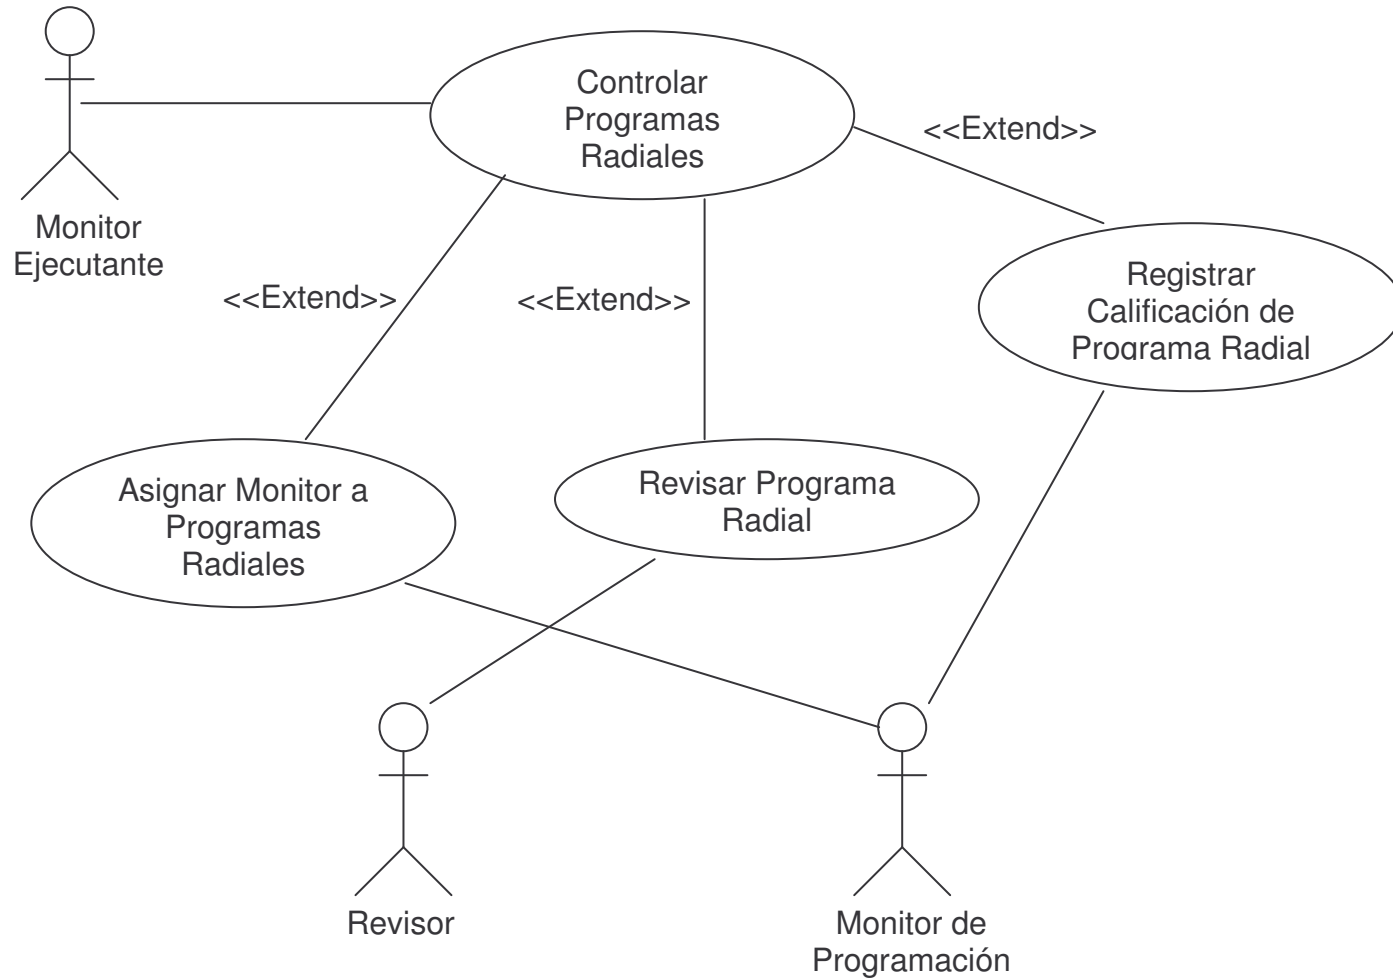 Controlar
Programas
Radiales
<<Extend>>
Monitor
Ejecutante
<<Extend>>
<<Extend>>
Registrar
Calificación de
Programa Radial
Asignar Monitor a
Programas
Radiales
Revisar Programa
Radial
Revisor
Monitor de
Programación